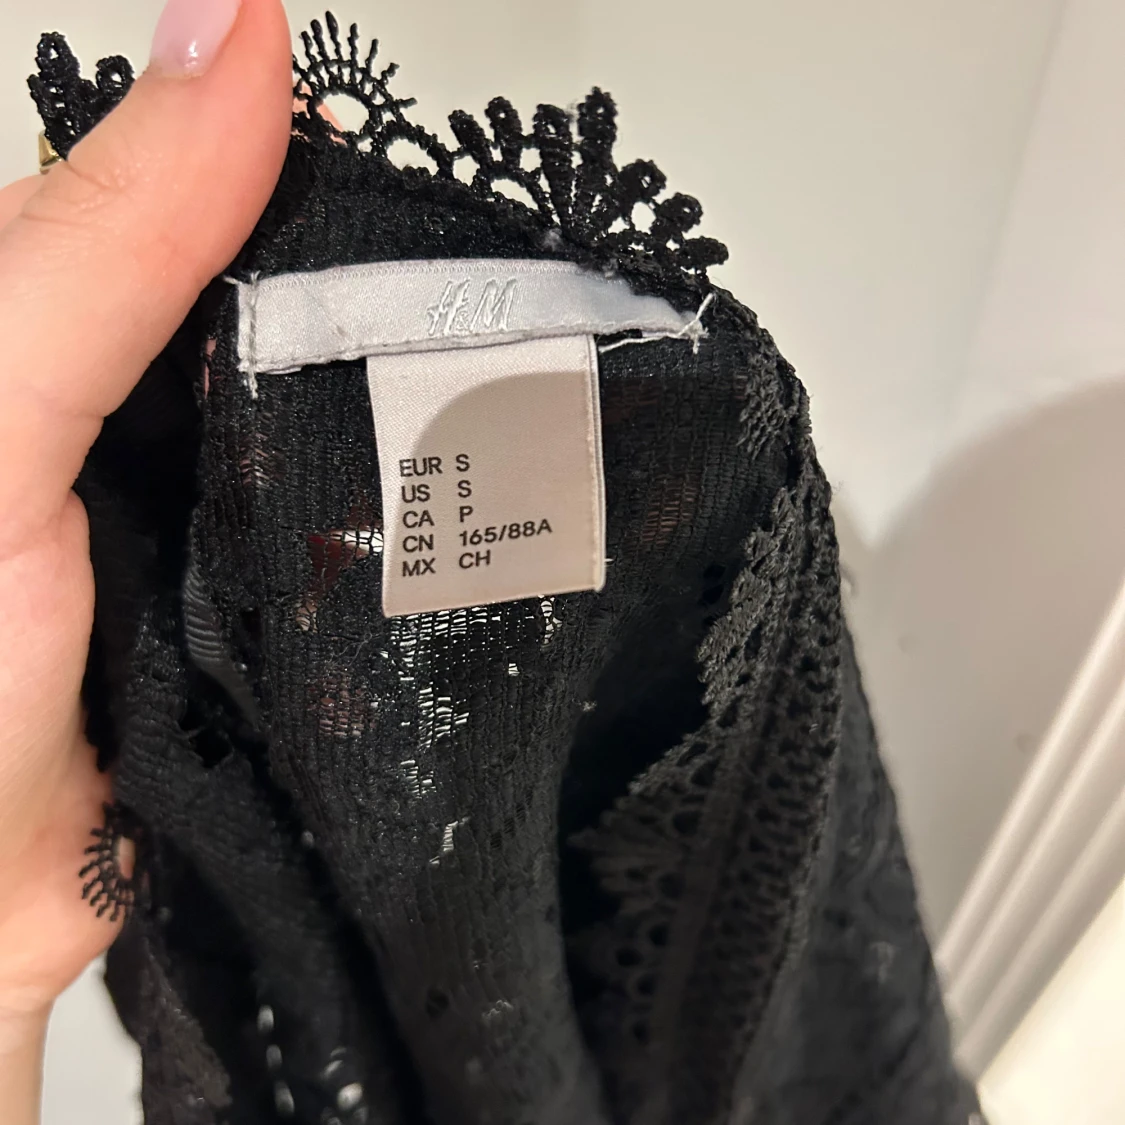 H&M
EUR S
US S
CA P
CN 165/88A
MX CH